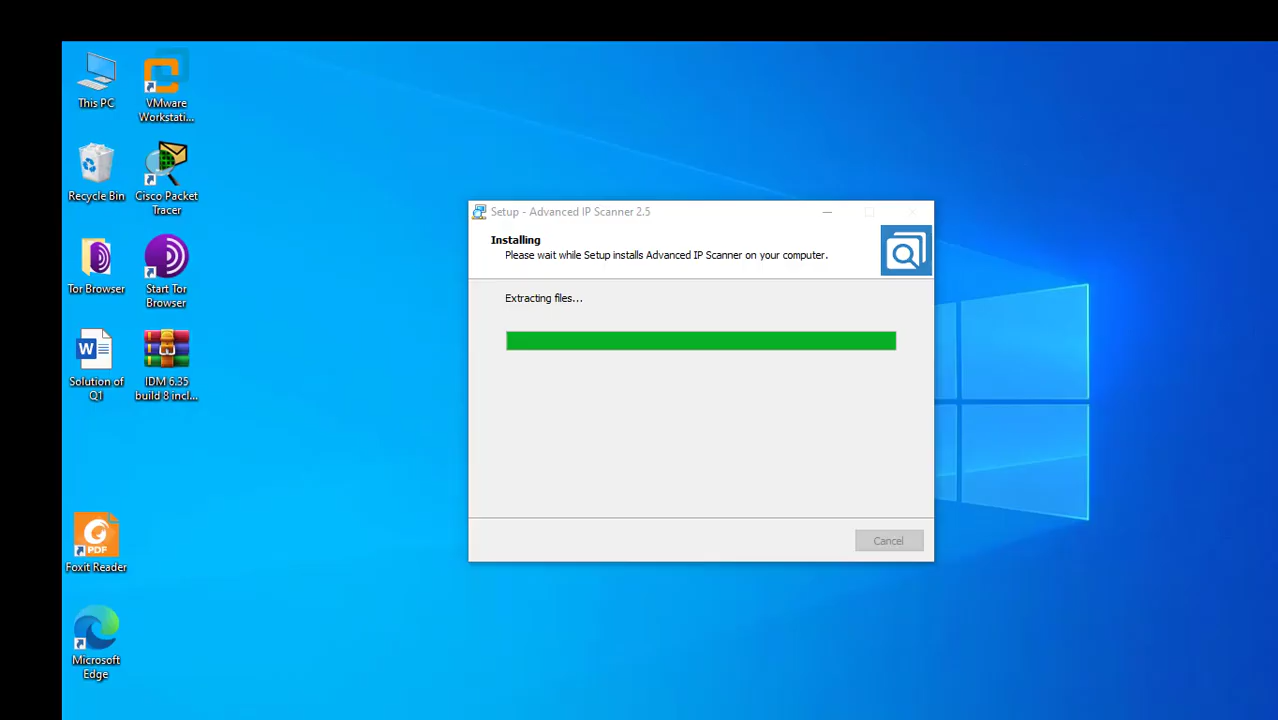 This PC
VMware
Workstati...
Recycle Bin
Cisco Packet
Tracer
Tor Browser
Start Tor
Browser
Solution of
Q1
IDM 6.35
build 8 incl...
PDF
Foxit Reader
Microsoft
Edge
Setup - Advanced IP Scanner 2.5
Installing
Please wait while Setup installs Advanced IP Scanner on your computer.
Extracting files...
Cancel